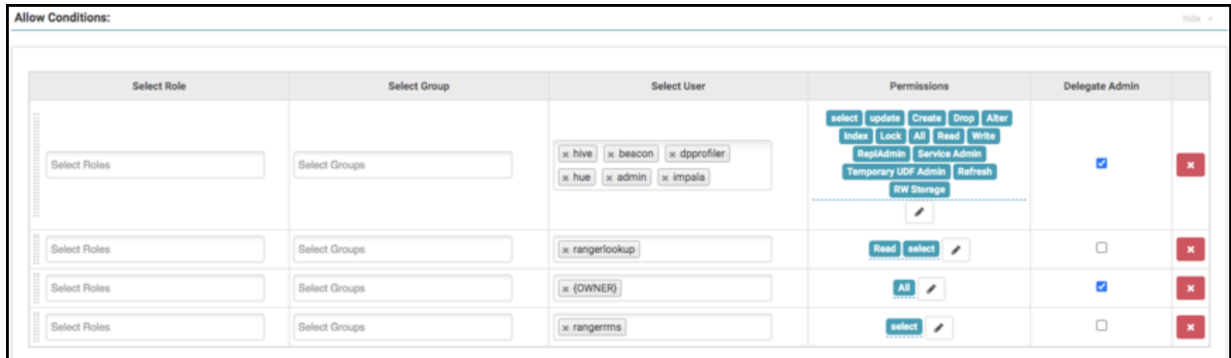 Allow Conditions: hide
Select Role Select Group Select User Permissions Delegate Admin
select update Create Drop Alter
Index Lock All Read Write
ReplAdmin Service Admin
Temporary UDF Admin Refresh
RW Storage
Select Roles Select Groups × hive × beacon × dpprofiler
× hue × admin × impala
Select Roles Select Groups × rangerlookup Read select
Select Roles Select Groups × {OWNER} All
Select Roles Select Groups × rangerrms select